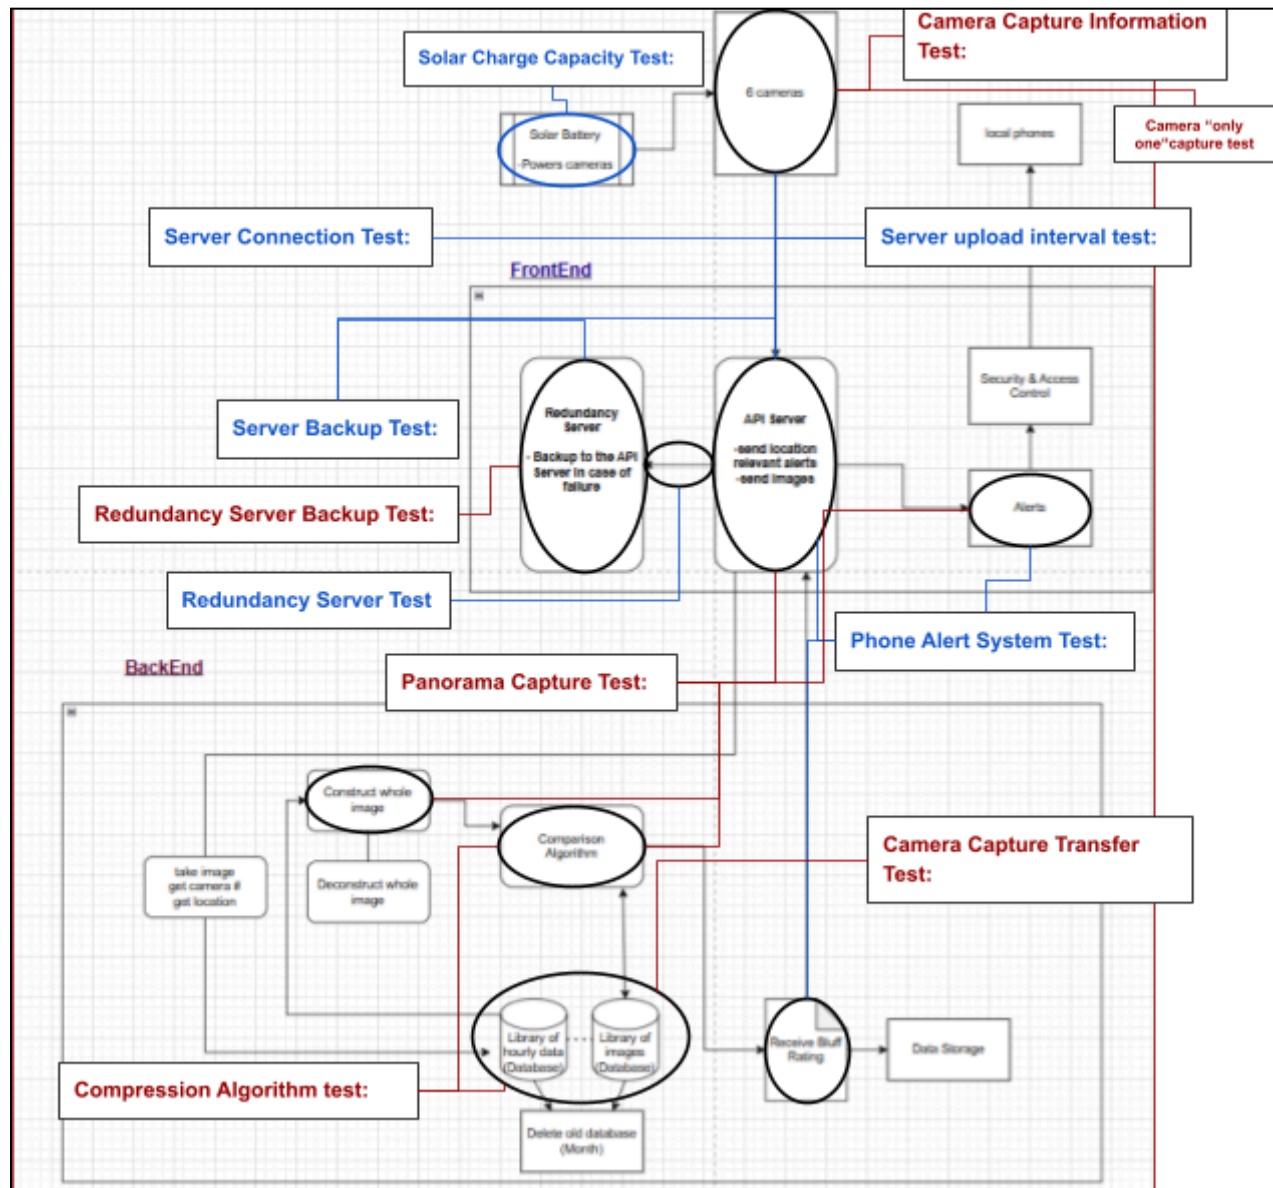 Camera Capture Information
Test:
Solar Charge Capacity Test:
6 cameras
Camera “only
one”capture test
local phones
Solar Battery
-Powers cameras
Server Connection Test:
Server upload interval test:
FrontEnd
Security & Access
Control
Server Backup Test:
Redundancy
Server
- Backup to the API
Server in case of
failure
API Server
-send location
relevant alerts
-send images
Redundancy Server Backup Test:
Alerts
Redundancy Server Test
Phone Alert System Test:
BackEnd
Panorama Capture Test:
Construct whole
image
Comparison
Algorithm
Camera Capture Transfer
Test:
take image
get camera #
get location
Deconstruct whole
image
Library of
hourly data
(Database)
Library of
images
(Database)
Receive Bluff
Rating
Data Storage
Compression Algorithm test:
Delete old database
(Month)